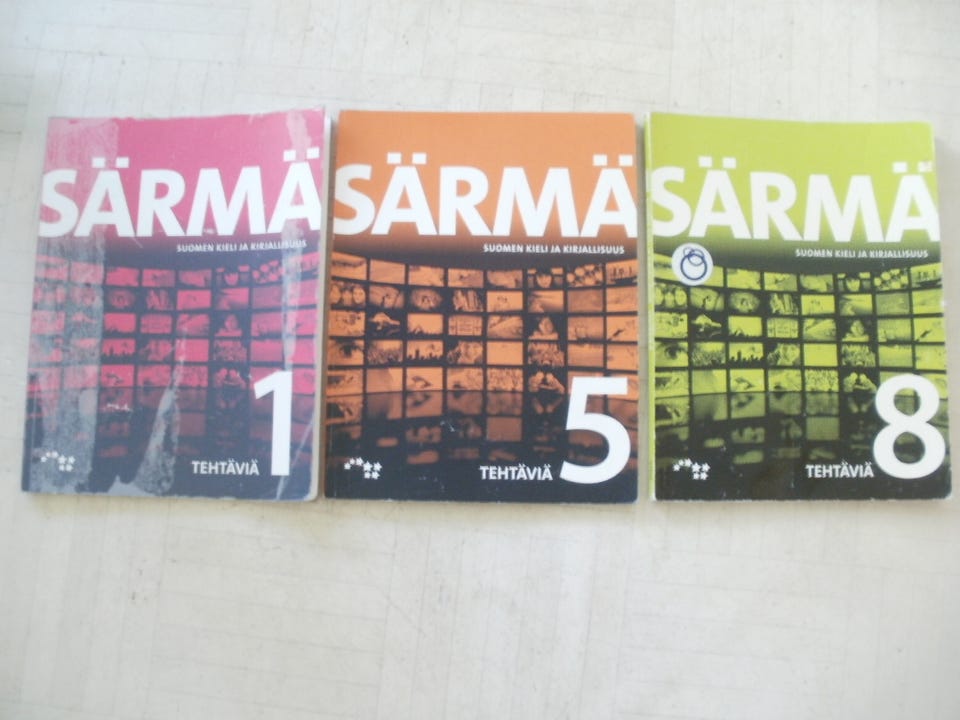 SÄRMÄ
SUOMEN KIELI JA KIRJALLISUUS
TEHTÄVIÄ 1
SÄRMÄ
SUOMEN KIELI JA KIRJALLISUUS
TEHTÄVIÄ 5
SÄRMÄ
SUOMEN KIELI JA KIRJALLISUUS
TEHTÄVIÄ 8